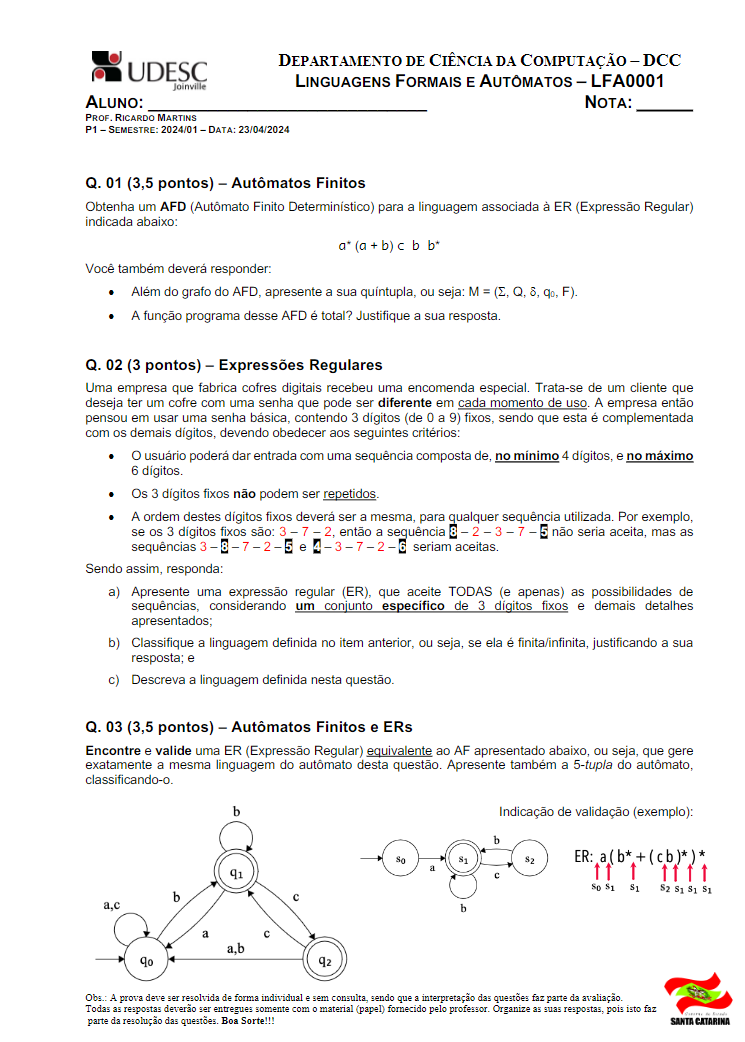 UDESC
Joinville
DEPARTAMENTO DE CIÊNCIA DA COMPUTAÇÃO – DCC
LINGUAGENS FORMAIS E AUTÔMATOS – LFA0001
ALUNO: ____________________________ NOTA: ______
PROF. RICARDO MARTINS
P1 – SEMESTRE: 2024/01 – DATA: 23/04/2024
Q. 01 (3,5 pontos) – Autômatos Finitos
Obtenha um AFD (Autômato Finito Determinístico) para a linguagem associada à ER (Expressão Regular)
indicada abaixo:
a* (a + b) c b b*
Você também deverá responder:
• Além do grafo do AFD, apresente a sua quíntupla, ou seja: M = (Σ, Q, δ, q0, F).
• A função programa desse AFD é total? Justifique a sua resposta.
Q. 02 (3 pontos) – Expressões Regulares
Uma empresa que fabrica cofres digitais recebeu uma encomenda especial. Trata-se de um cliente que
deseja ter um cofre com uma senha que pode ser diferente em cada momento de uso. A empresa então
pensou em usar uma senha básica, contendo 3 dígitos (de 0 a 9) fixos, sendo que esta é complementada
com os demais dígitos, devendo obedecer aos seguintes critérios:
• O usuário poderá dar entrada com uma sequência composta de, no mínimo 4 dígitos, e no máximo
6 dígitos.
• Os 3 dígitos fixos não podem ser repetidos.
• A ordem destes dígitos fixos deverá ser a mesma, para qualquer sequência utilizada. Por exemplo,
se os 3 dígitos fixos são: 3 – 7 – 2, então a sequência 8 – 2 – 3 – 7 – 5 não seria aceita, mas as
sequências 3 – 8 – 7 – 2 – 5 e 4 – 3 – 7 – 2 – 6 seriam aceitas.
Sendo assim, responda:
a) Apresente uma expressão regular (ER), que aceite TODAS (e apenas) as possibilidades de
sequências, considerando um conjunto específico de 3 dígitos fixos e demais detalhes
apresentados;
b) Classifique a linguagem definida no item anterior, ou seja, se ela é finita/infinita, justificando a sua
resposta; e
c) Descreva a linguagem definida nesta questão.
Q. 03 (3,5 pontos) – Autômatos Finitos e ERs
Encontre e valide uma ER (Expressão Regular) equivalente ao AF apresentado abaixo, ou seja, que gere
exatamente a mesma linguagem do autômato desta questão. Apresente também a 5-tupla do autômato,
classificando-o.
b
q1
a,c
b
a
c
c
a,b
q0
q2
Indicação de validação (exemplo):
s0
a
s1
b
c
s2
b
ER: a ( b* + ( c b )* ) *
s0 s1 s1 s2 s1 s1 s1
Obs.: A prova deve ser resolvida de forma individual e sem consulta, sendo que a interpretação das questões faz parte da avaliação.
Todas as respostas deverão ser entregues somente com o material (papel) fornecido pelo professor. Organize as suas respostas, pois isto faz
parte da resolução das questões. Boa Sorte!!!
SANTA CATARINA